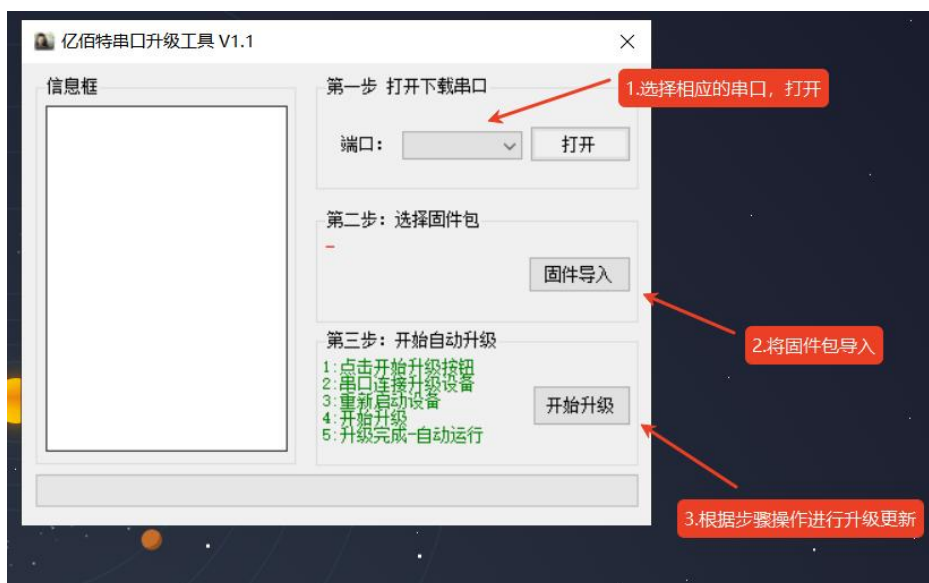 亿佰特串口升级工具 V1.1
信息框
第一步 打开下载串口
1.选择相应的串口，打开
端口：
打开
第二步：选择固件包
固件导入
2.将固件包导入
第三步：开始自动升级
1:点击开始升级按钮
2:串口连接升级设备
3:重新启动设备
4:开始升级
5:升级完成-自动运行
开始升级
3.根据步骤操作进行升级更新